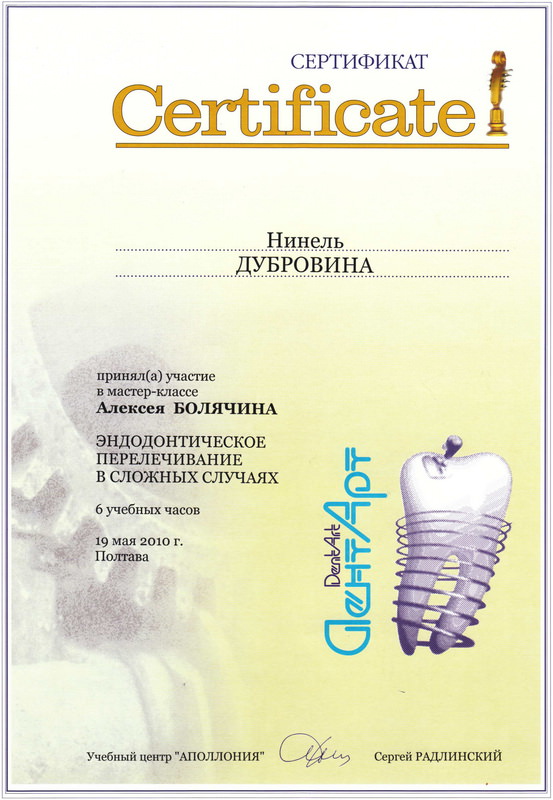 СЕРТИФИКАТ
Certificate
Нинель
ДУБРОВИНА
принял(а) участие
в мастер-классе
Алексея БОЛЯЧИНА
ЭНДОДОНТИЧЕСКОЕ
ПЕРЕЛЕЧИВАНИЕ
В СЛОЖНЫХ СЛУЧАЯХ
6 учебных часов
19 мая 2010 г.
Полтава
DentArt
ДентАрт
Учебный центр "АПОЛЛОНИЯ"
Сергей РАДЛИНСКИЙ